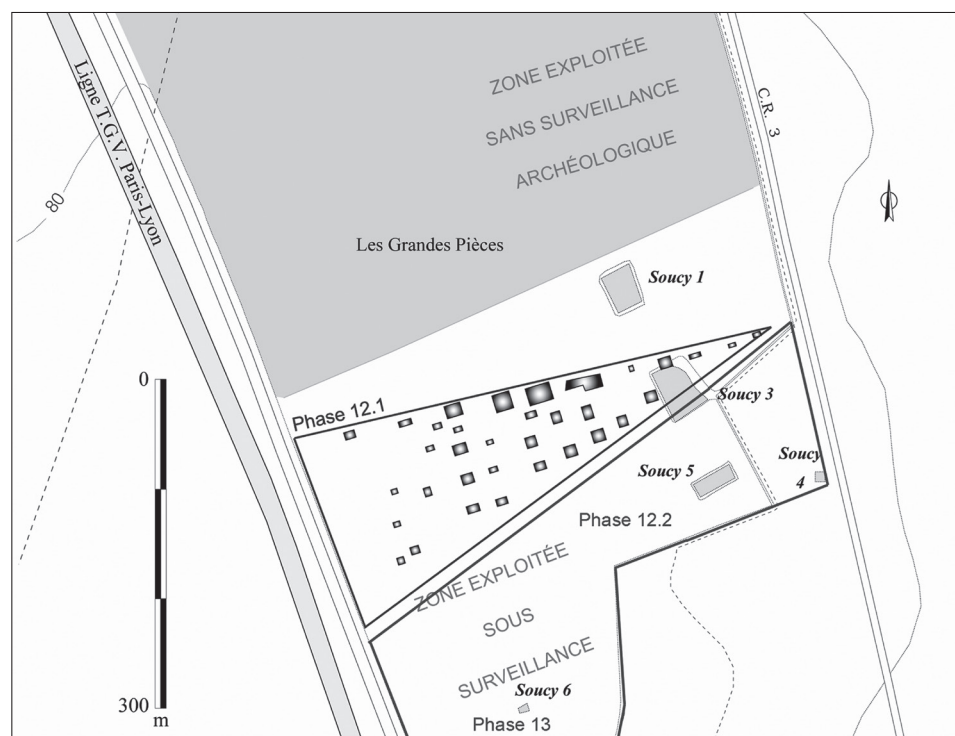 ZONE EXPLOITÉE
SANS SURVEILLANCE
ARCHÉOLOGIQUE
C.R. 3
Ligne T.G.V. Paris-Lyon
80
Les Grandes Pièces
Soucy 1
0
Phase 12.1
Soucy 3
Soucy 5
Soucy
4
Phase 12.2
ZONE EXPLOITÉE
SOUS
SURVEILLANCE
Soucy 6
300
m
Phase 13